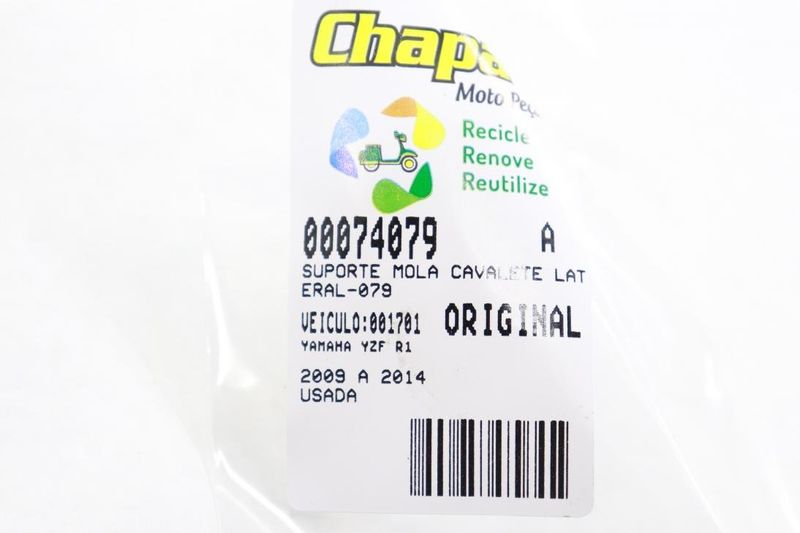 Chapa
Moto Peç
Recicle
Renove
Reutilize
00074079 A
SUPORTE MOLA CAVALETE LAT
ERAL-079
VEICULO:001701 ORIGINAL
YAMAHA YZF R1
2009 A 2014
USADA